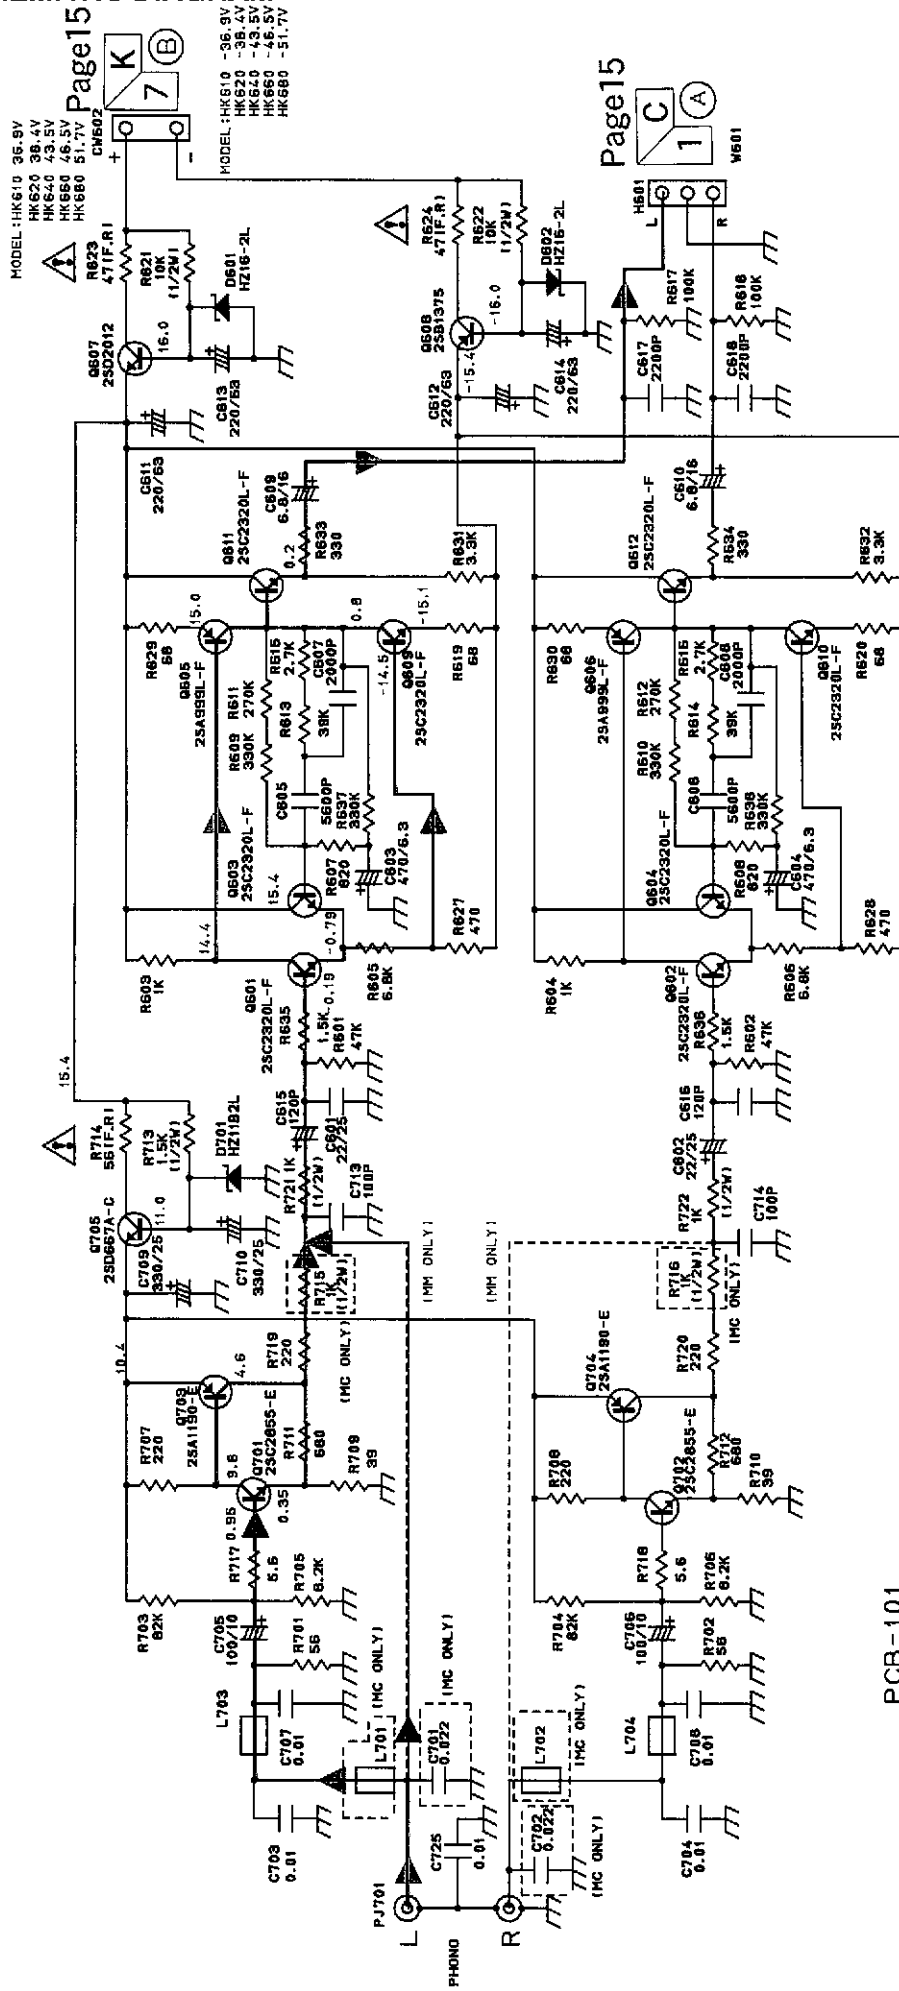 MODEL:HK610 36.9V
HK620 38.4V
HK640 43.5V
HK660 46.5V
HK680 51.7V
Page15
K
7
B
CW602
+
-
MODEL:HK610 -36.9V
HK620 -38.4V
HK640 -43.5V
HK660 -46.5V
HK680 -51.7V
R623
47(F.R)
R621
10K
(1/2W)
D601
HZ16-2L
Q607
2SD2012
16.0
C613
220/63
C611
220/63
R624
47(F.R)
R622
10K
(1/2W)
D602
HZ16-2L
Q608
2SB1375
-16.0
-15.4
C612
220/63
C614
220/63
Page15
C
1
A
H601
W601
L
R
R617
100K
R618
100K
C617
2200P
C618
2200P
C609
6.8/16
C610
6.8/16
Q611
2SC2320L-F
0.2
R633
330
R631
3.3K
Q612
2SC2320L-F
R634
330
R632
3.3K
R629
68
Q605
2SA999L-F
15.0
R611
270K
R609
330K
R615
2.7K
R613
39K
C607
2000P
0.8
-14.5
-15.1
Q609
2SC2320L-F
R619
68
C605
5600P
R637
330K
Q603
2SC2320L-F
15.4
R607
820
C603
470/6.3
-0.79
R627
470
14.4
R603
1K
Q601
2SC2320L-F
R635
1.5K
-0.19
R605
6.8K
R601
47K
C615
120P
C601
22/25
R630
68
Q606
2SA999L-F
R612
270K
R610
330K
R616
2.7K
R614
39K
C608
2000P
Q610
2SC2320L-F
R620
68
C606
5600P
R638
330K
Q604
2SC2320L-F
R608
820
C604
470/6.3
R628
470
R604
1K
Q602
2SC2320L-F
R636
1.5K
R606
6.8K
R602
47K
C616
120P
C602
22/25
15.4
R714
56(F.R)
R713
1.5K
(1/2W)
D701
HZ11B2L
Q705
2SD667A-C
11.0
C709
330/25
C710
330/25
R721 1K
(1/2W)
C713
100P
R715
1K
(1/2W)
R719
220
(MC ONLY)
(MM ONLY)
(MM ONLY)
R722
1K
(1/2W)
C714
100P
R716
1K
(1/2W)
(MC ONLY)
R720
220
10.4
R707
220
Q703
2SA1190-E
4.6
9.8
Q701
2SC2855-E
R711
680
0.95
0.35
R709
39
R717
5.6
R703
82K
R705
8.2K
C705
100/10
R701
56
L703
C707
0.01
(MC ONLY)
L701
(MC ONLY)
C701
0.022
C703
0.01
Q704
2SA1190-E
R708
220
Q702
2SC2855-E
R712
680
R710
39
R718
5.6
R704
82K
R706
8.2K
C706
100/10
R702
56
L704
C708
0.01
L702
(MC ONLY)
C702
0.022
(MC ONLY)
C704
0.01
C725
0.01
PJ701
L
R
PHONO
PCB-101